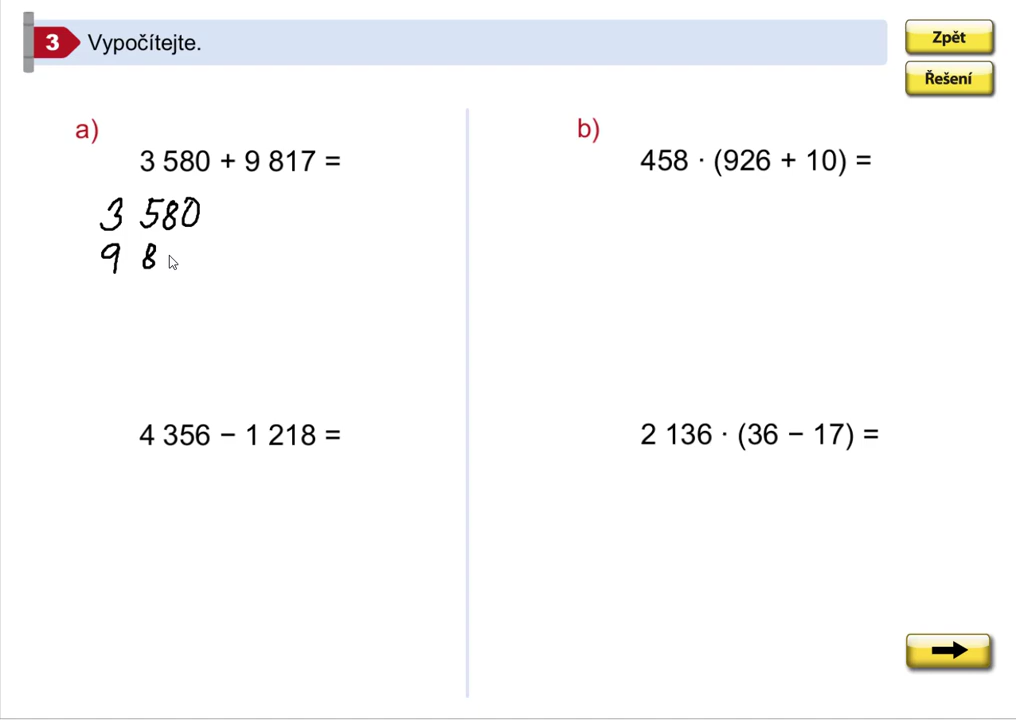 3 Vypočítejte.
Zpět
Řešení
a)
3 580 + 9 817 =
3 580
9 8
4 356 − 1 218 =
b)
458 · (926 + 10) =
2 136 · (36 − 17) =